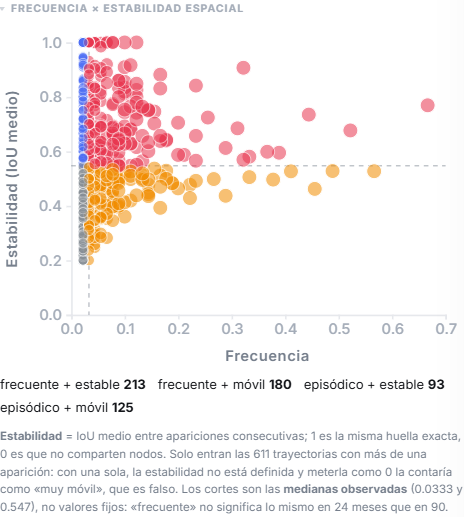 FRECUENCIA × ESTABILIDAD ESPACIAL
Estabilidad (IoU medio)
1.0
0.8
0.6
0.4
0.2
0.0
0.0 0.1 0.2 0.3 0.4 0.5 0.6 0.7
Frecuencia
frecuente + estable 213 frecuente + móvil 180 episódico + estable 93
episódico + móvil 125
Estabilidad = IoU medio entre apariciones consecutivas; 1 es la misma huella exacta,
0 es que no comparten nodos. Solo entran las 611 trayectorias con más de una
aparición: con una sola, la estabilidad no está definida y meterla como 0 la contaría
como «muy móvil», que es falso. Los cortes son las medianas observadas (0.0333 y
0.547), no valores fijos: «frecuente» no significa lo mismo en 24 meses que en 90.